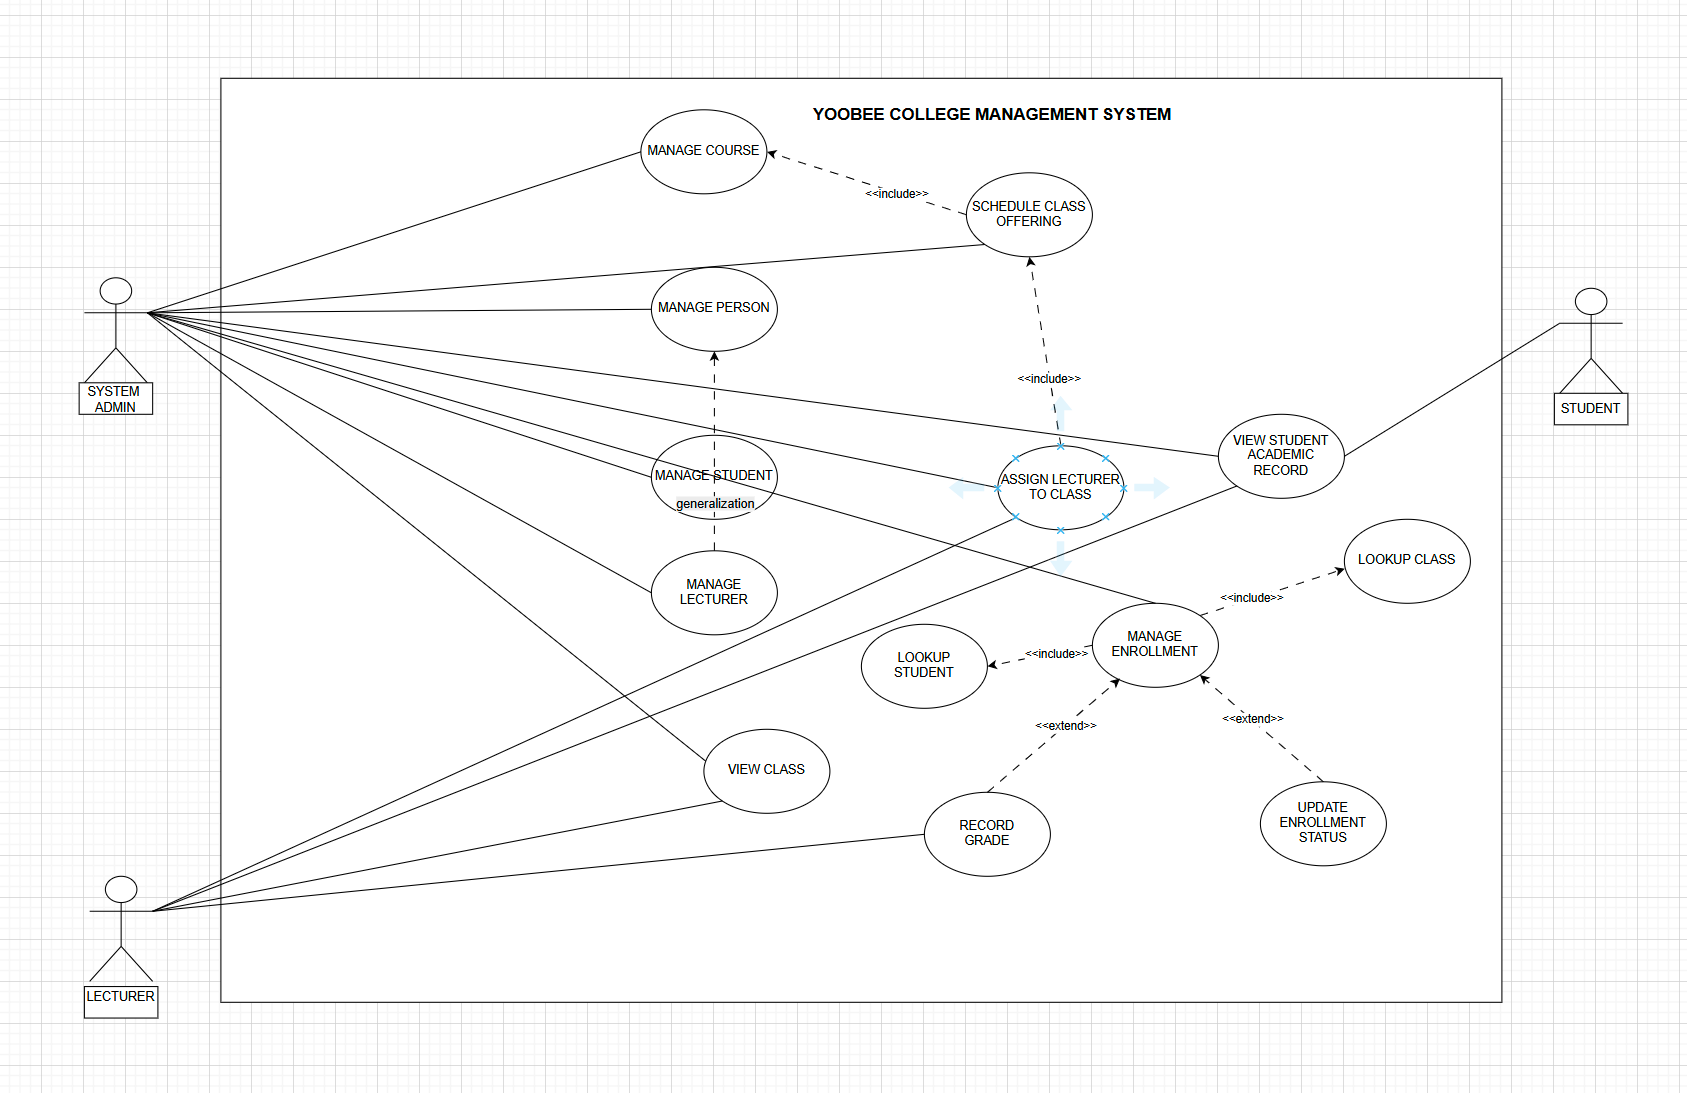 YOOBEE COLLEGE MANAGEMENT SYSTEM
MANAGE COURSE
<<include>>
SCHEDULE CLASS
OFFERING
MANAGE PERSON
SYSTEM
ADMIN
<<include>>
STUDENT
VIEW STUDENT
ACADEMIC
RECORD
MANAGE STUDENT
generalization
ASSIGN LECTURER
TO CLASS
LOOKUP CLASS
MANAGE
LECTURER
<<include>>
MANAGE
ENROLLMENT
<<include>>
LOOKUP
STUDENT
<<extend>>
<<extend>>
VIEW CLASS
RECORD
GRADE
UPDATE
ENROLLMENT
STATUS
LECTURER